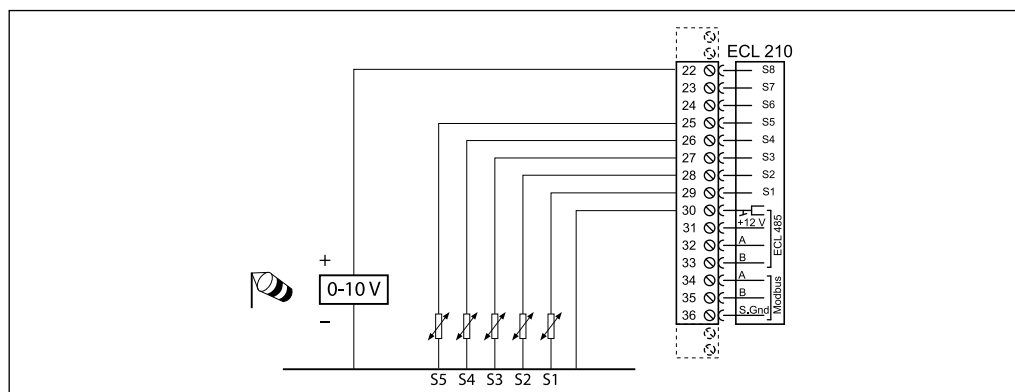 ECL 210
22 S8
23 S7
24 S6
25 S5
26 S4
27 S3
28 S2
29 S1
30
31 +12 V
32 A
33 B
ECL 485
34 A
35 B
36 S.Gnd
Modbus
+
0-10 V
–
S5 S4 S3 S2 S1